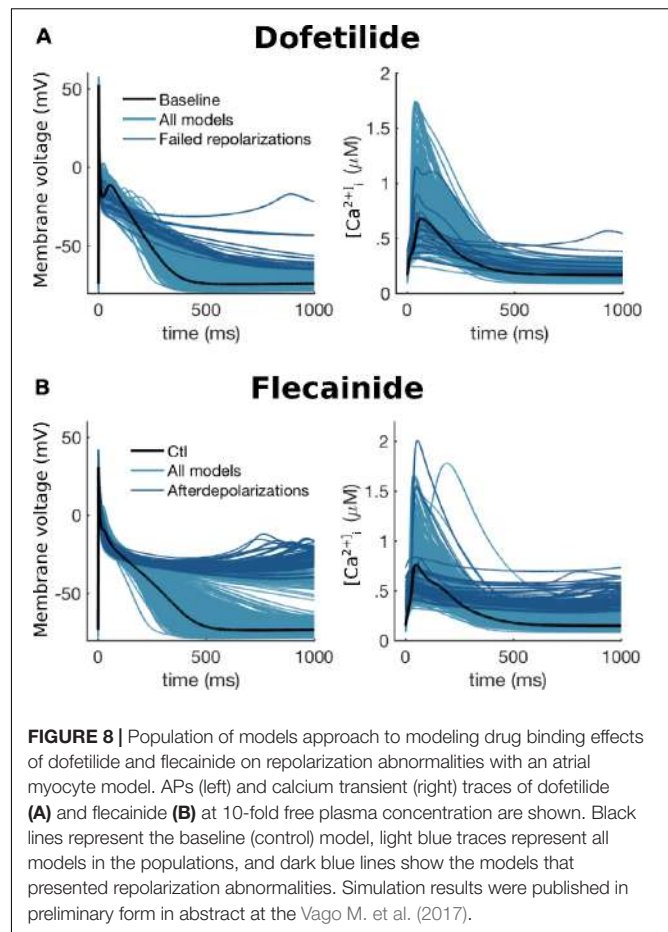 A
Dofetilide
Membrane voltage (mV)
50
0
-50
Baseline
All models
Failed repolarizations
0
500
1000
time (ms)
[Ca2+]i (μM)
2
1.5
1
.5
0
0
500
1000
time (ms)
B
Flecainide
Membrane voltage (mV)
50
0
-50
Ctl
All models
Afterdepolarizations
0
500
1000
time (ms)
[Ca2+]i (μM)
2
1.5
1
.5
0
0
500
1000
time (ms)
FIGURE 8 | Population of models approach to modeling drug binding effects
of dofetilide and flecainide on repolarization abnormalities with an atrial
myocyte model. APs (left) and calcium transient (right) traces of dofetilide
(A) and flecainide (B) at 10-fold free plasma concentration are shown. Black
lines represent the baseline (control) model, light blue traces represent all
models in the populations, and dark blue lines show the models that
presented repolarization abnormalities. Simulation results were published in
preliminary form in abstract at the Vago M. et al. (2017).